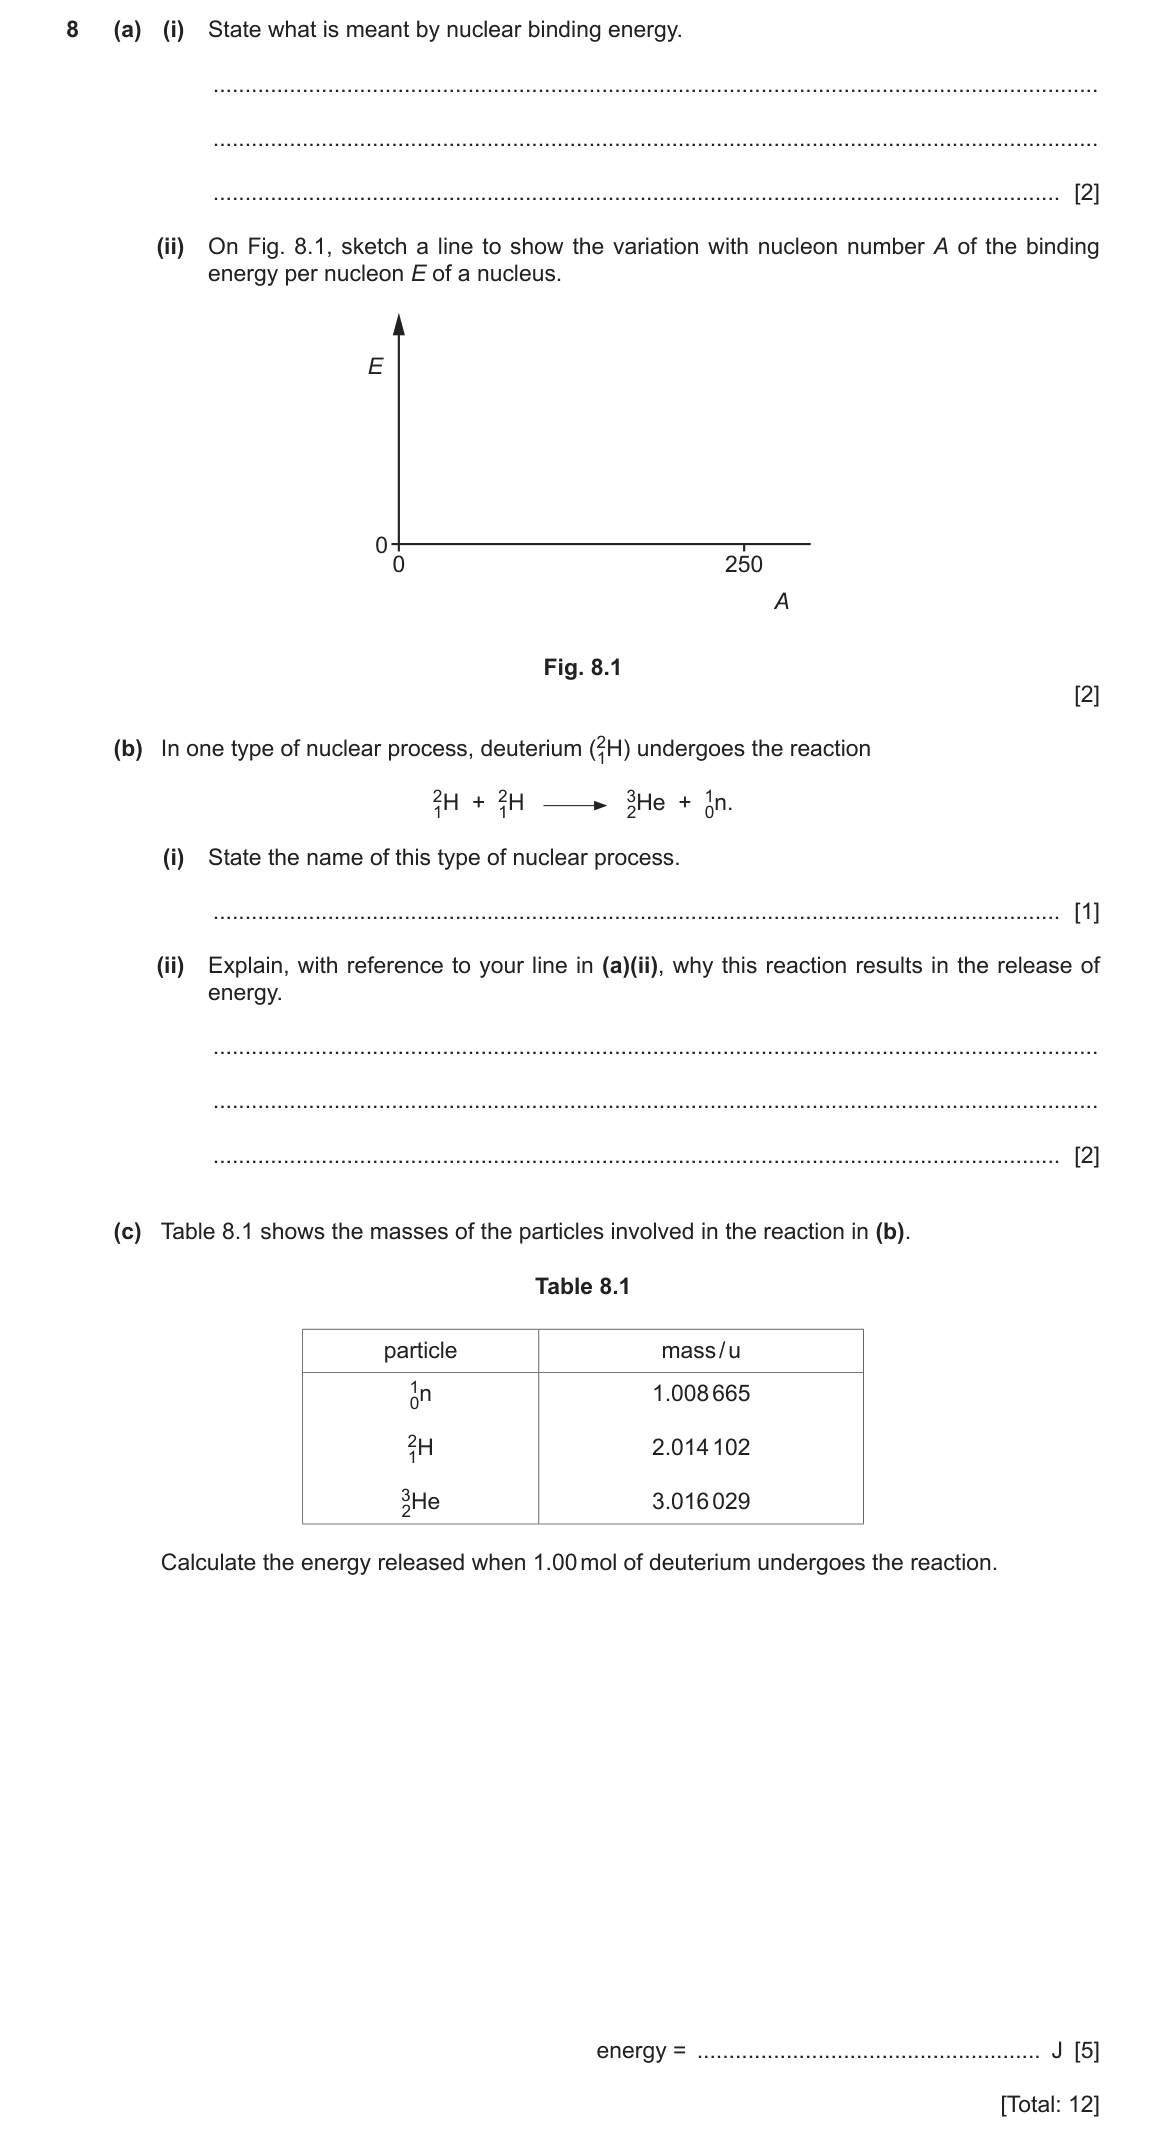 8 (a) (i) State what is meant by nuclear binding energy.
.......................................................................................................................................
.......................................................................................................................................
................................................................................................................................. [2]
(ii) On Fig. 8.1, sketch a line to show the variation with nucleon number A of the binding
energy per nucleon E of a nucleus.
E
0
0 250
A
Fig. 8.1
[2]
(b) In one type of nuclear process, deuterium (²₁H) undergoes the reaction
²₁H + ²₁H ⟶ ³₂He + ¹₀n.
(i) State the name of this type of nuclear process.
................................................................................................................................. [1]
(ii) Explain, with reference to your line in (a)(ii), why this reaction results in the release of
energy.
.......................................................................................................................................
.......................................................................................................................................
................................................................................................................................. [2]
(c) Table 8.1 shows the masses of the particles involved in the reaction in (b).
Table 8.1
particle mass / u
¹₀n 1.008 665
²₁H 2.014 102
³₂He 3.016 029
Calculate the energy released when 1.00 mol of deuterium undergoes the reaction.
energy = ...................................................... J [5]
[Total: 12]